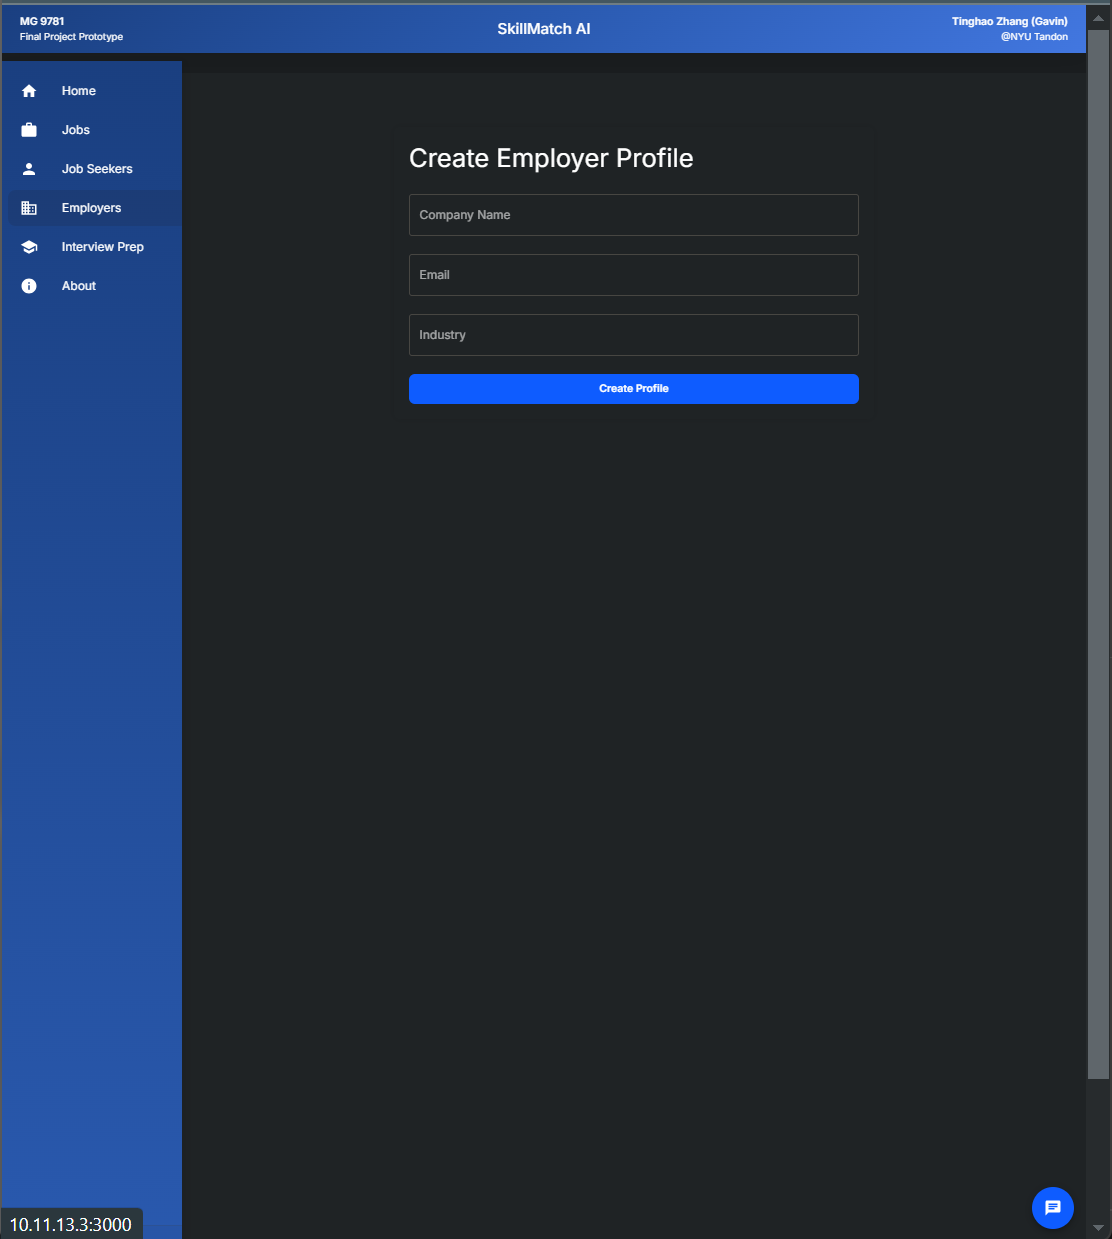 MG 9781
Final Project Prototype
SkillMatch AI
Tinghao Zhang (Gavin)
@NYU Tandon
Home
Jobs
Job Seekers
Employers
Interview Prep
About
Create Employer Profile
Company Name
Email
Industry
Create Profile
10.11.13.3:3000